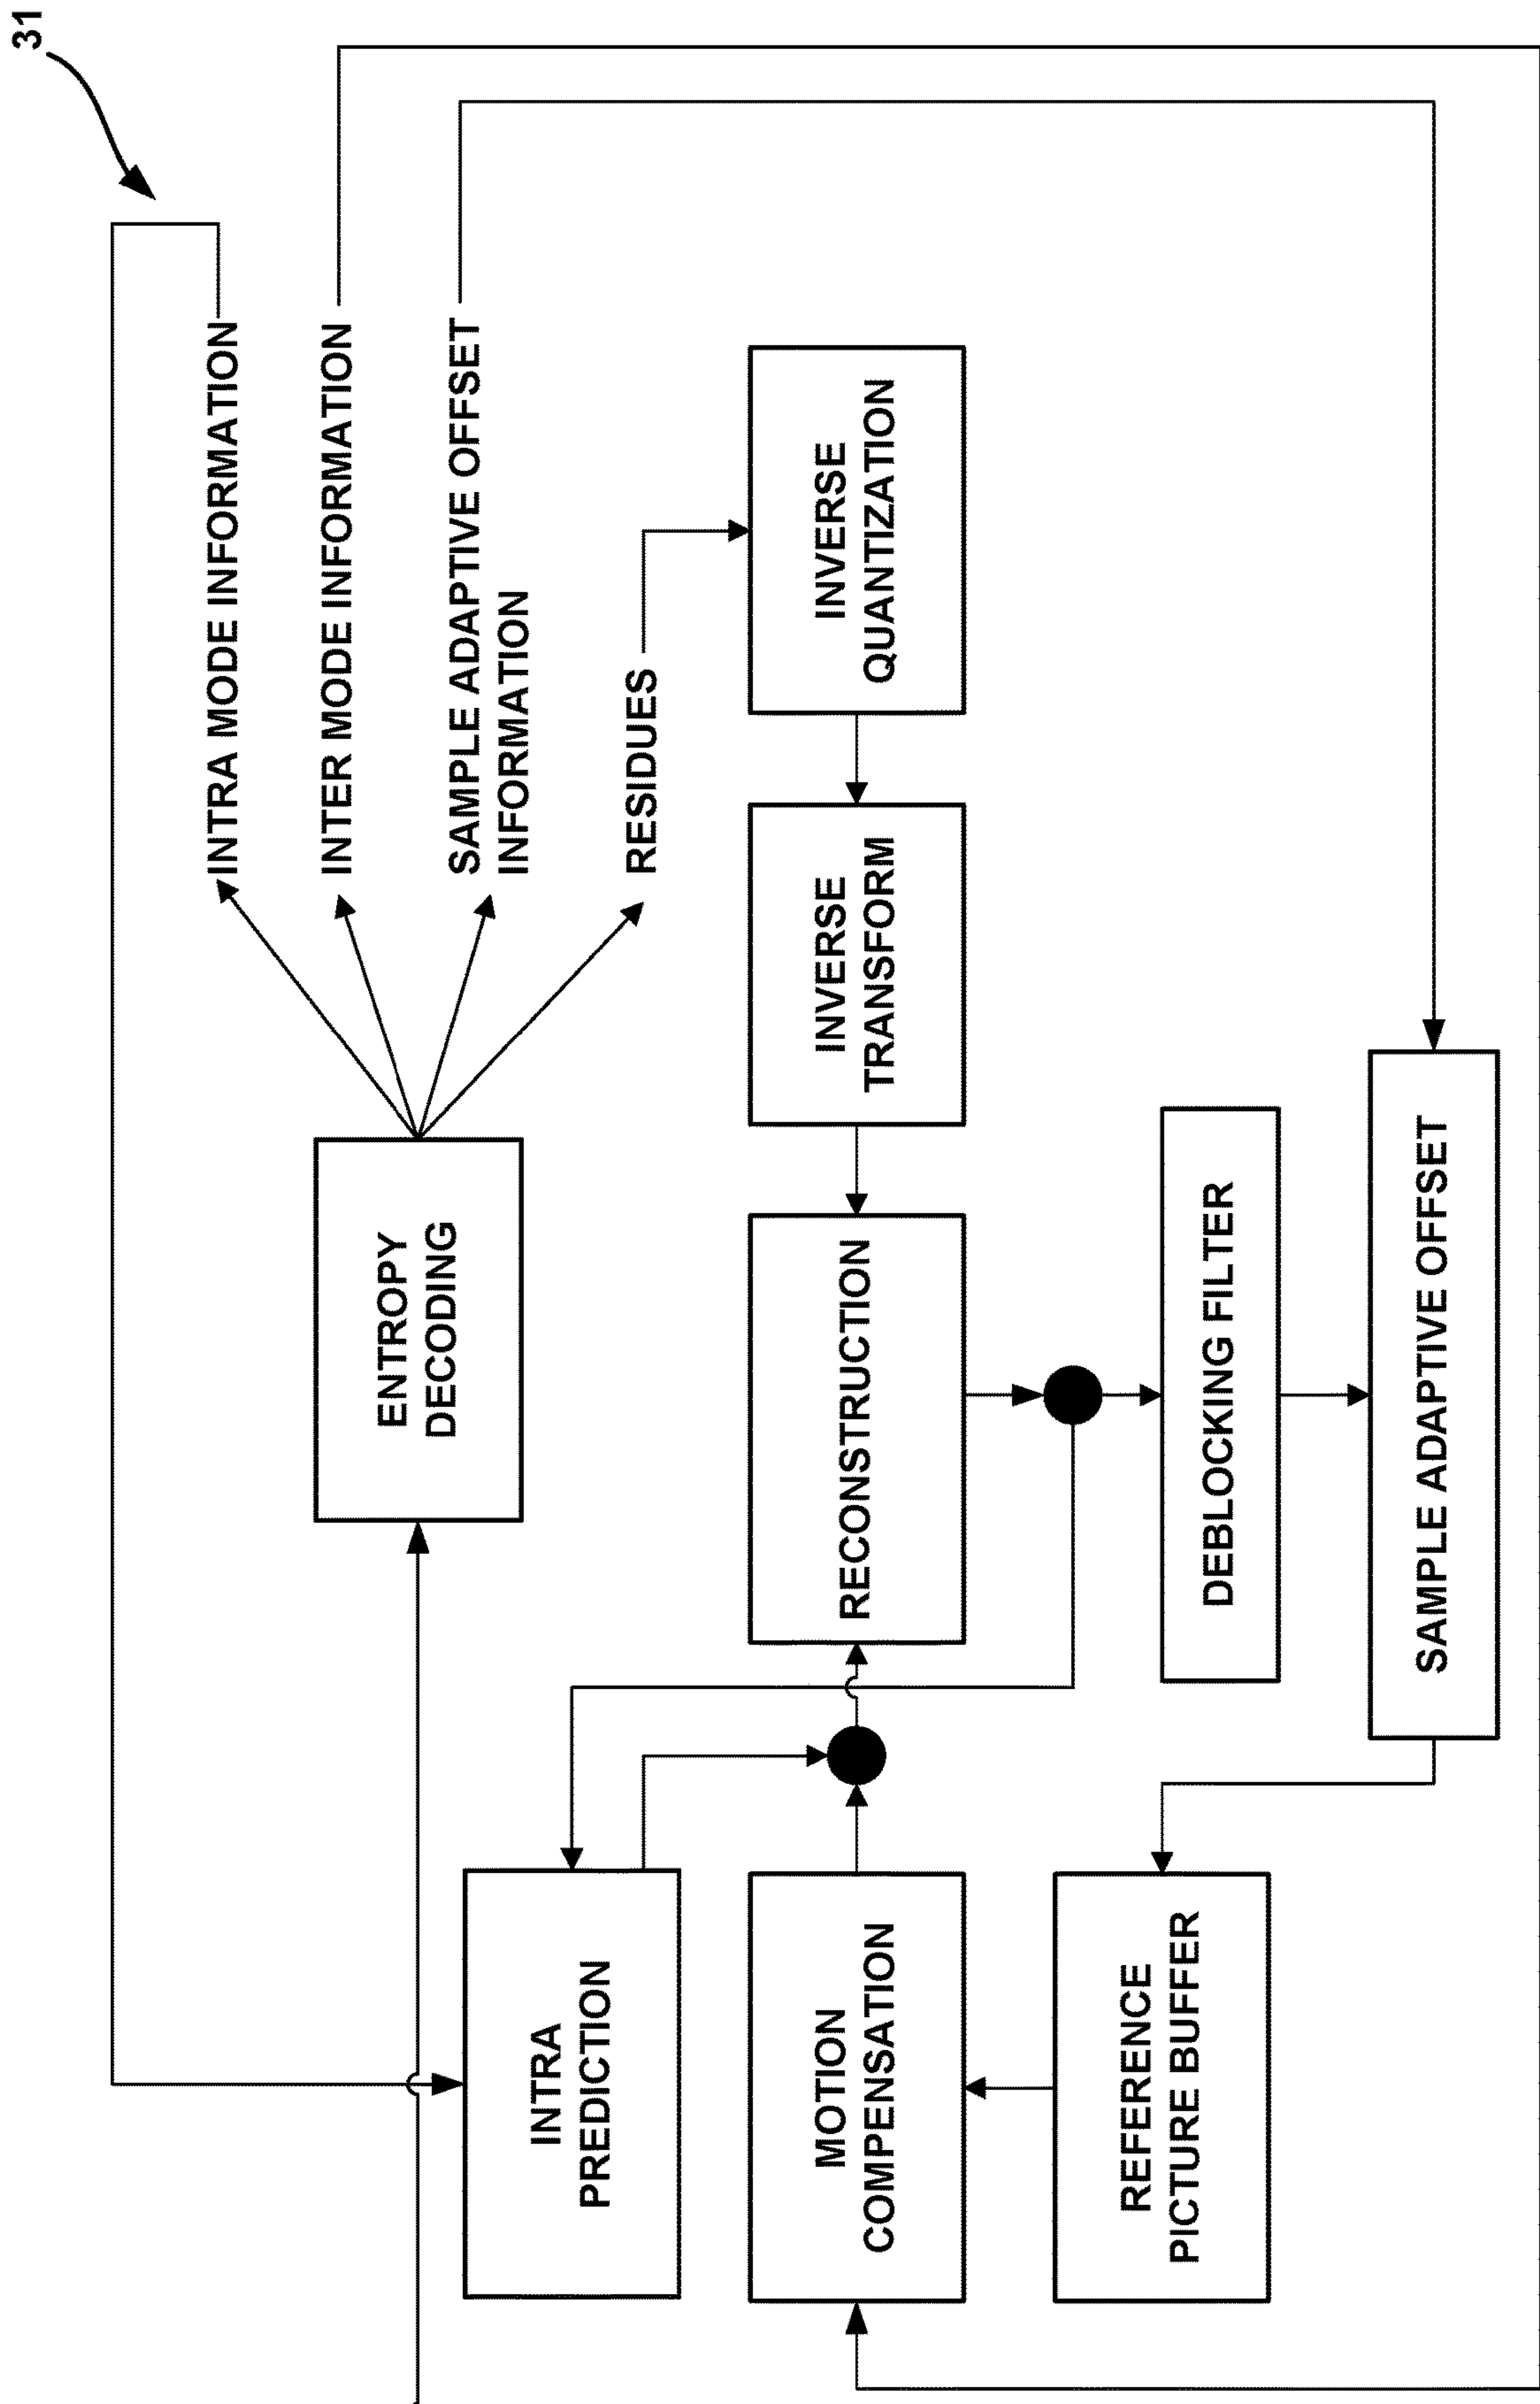 31
INTRA MODE INFORMATION
INTER MODE INFORMATION
SAMPLE ADAPTIVE OFFSET
INFORMATION
RESIDUES
ENTROPY
DECODING
INTRA
PREDICTION
MOTION
COMPENSATION
RECONSTRUCTION
INVERSE
TRANSFORM
INVERSE
QUANTIZATION
REFERENCE
PICTURE BUFFER
DEBLOCKING FILTER
SAMPLE ADAPTIVE OFFSET